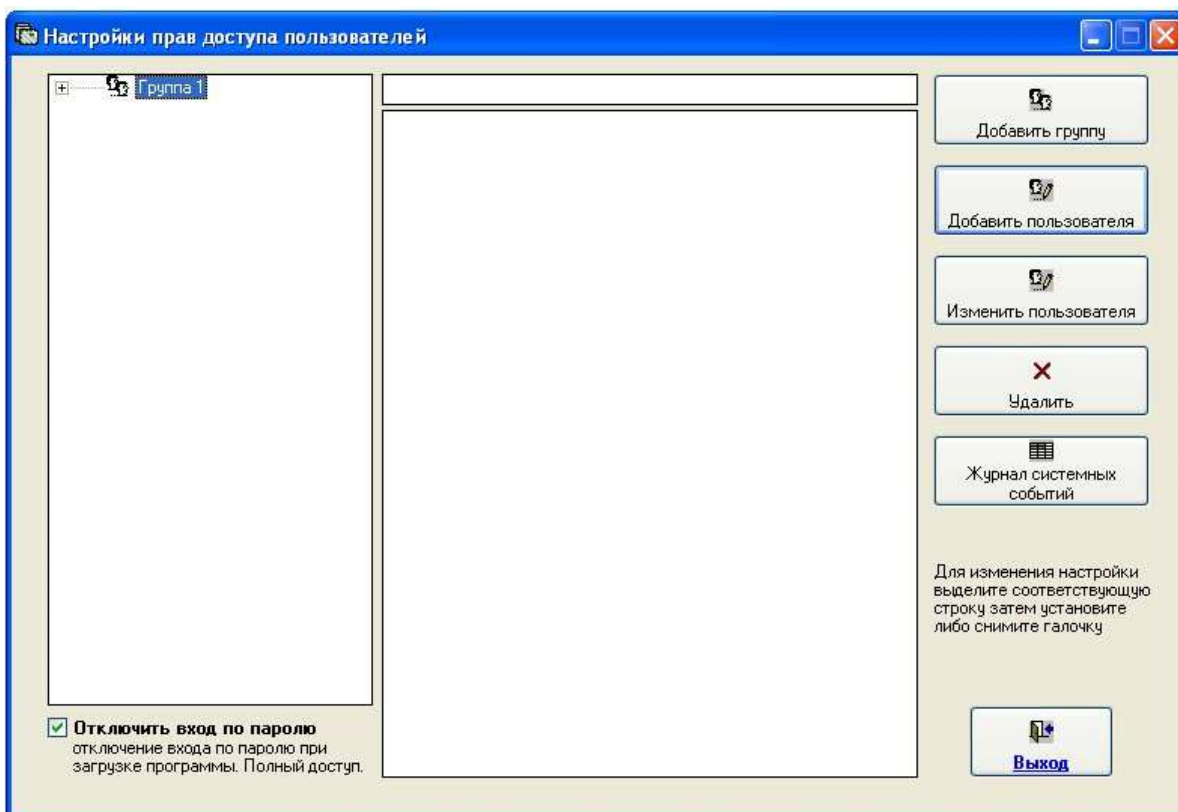 Настройки прав доступа пользователей
Группа 1
Добавить группу
Добавить пользователя
Изменить пользователя
Удалить
Журнал системных
событий
Для изменения настройки
выделите соответствующую
строку затем установите
либо снимите галочку
Отключить вход по паролю
отключение входа по паролю при
загрузке программы. Полный доступ.
Выход